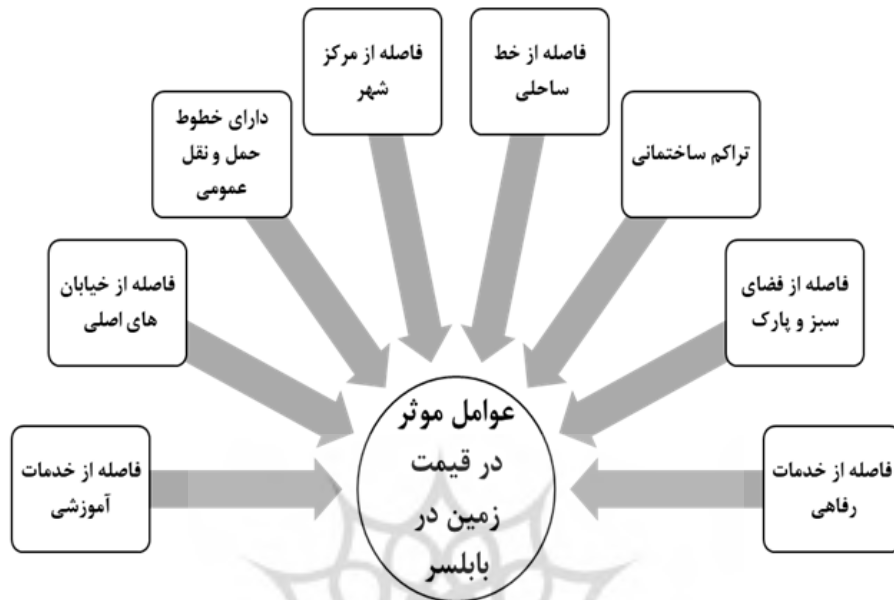 فاصله از خط
ساحلی
فاصله از مرکز
شهر
تراکم ساختمانی
دارای خطوط
حمل و نقل
عمومی
فاصله از فضای
سبز و پارک
فاصله از خیابان
های اصلی
فاصله از خدمات
رفاهی
عوامل موثر
در قیمت
زمین در
بابلسر
فاصله از خدمات
آموزشی